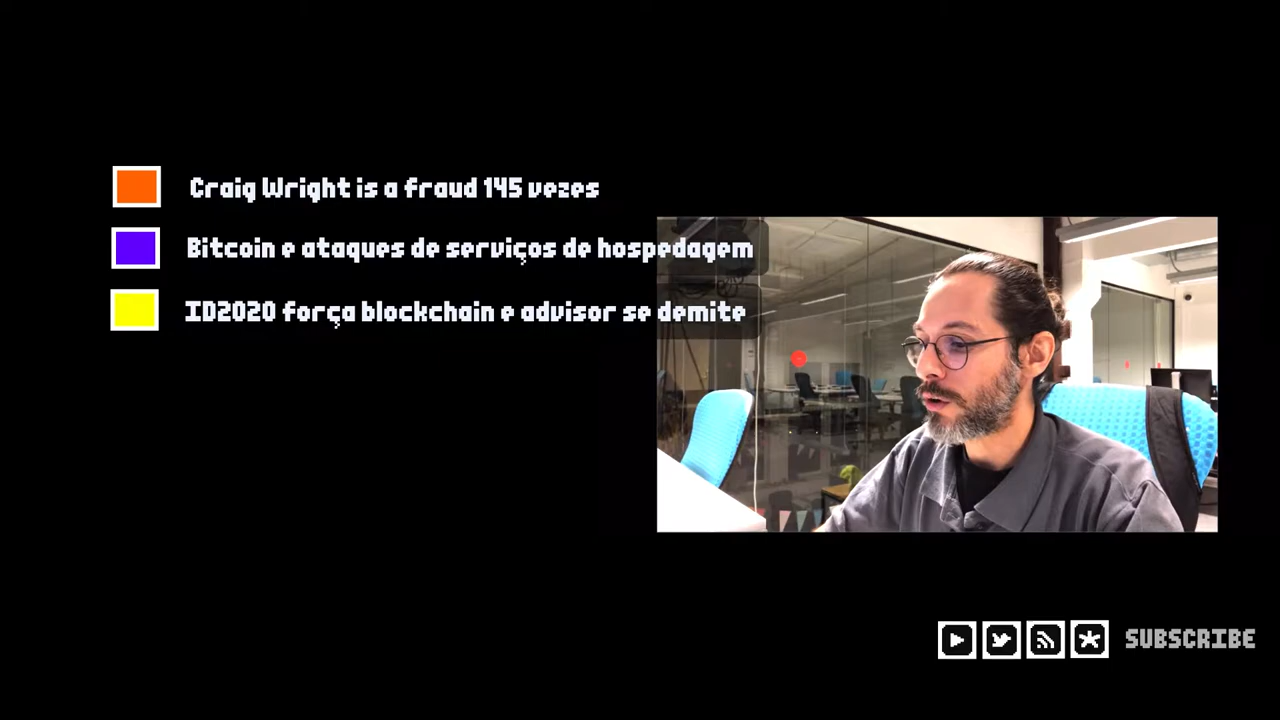 Craig Wright is a fraud 145 vezes
Bitcoin e ataques de serviços de hospedagem
ID2020 força blockchain e advisor se demite
SUBSCRIBE